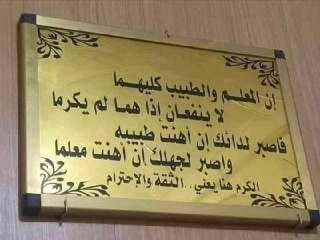 إن المعلم والطبيب كليهما
لا ينفعان إذا هما لم يكرما
فاصبر لدائك إن أهنت طبيبه
واصبر لجهلك إن أهنت معلما
الكرم هنا يعني..الثقة والإحترام